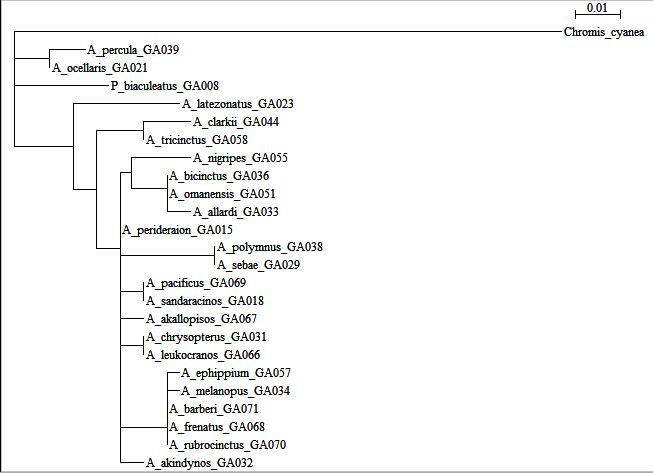 0.01
Chromis_cyanea
A_percula_GA039
A_ocellaris_GA021
P_biaculeatus_GA008
A_latezonatus_GA023
A_clarkii_GA044
A_tricinctus_GA058
A_nigripes_GA055
A_bicinctus_GA036
A_omanensis_GA051
A_allardi_GA033
A_perideraion_GA015
A_polymnus_GA038
A_sebae_GA029
A_pacificus_GA069
A_sandaracinos_GA018
A_akallopisos_GA067
A_chrysopterus_GA031
A_leukocranos_GA066
A_ephippium_GA057
A_melanopus_GA034
A_barberi_GA071
A_frenatus_GA068
A_rubrocinctus_GA070
A_akindynos_GA032